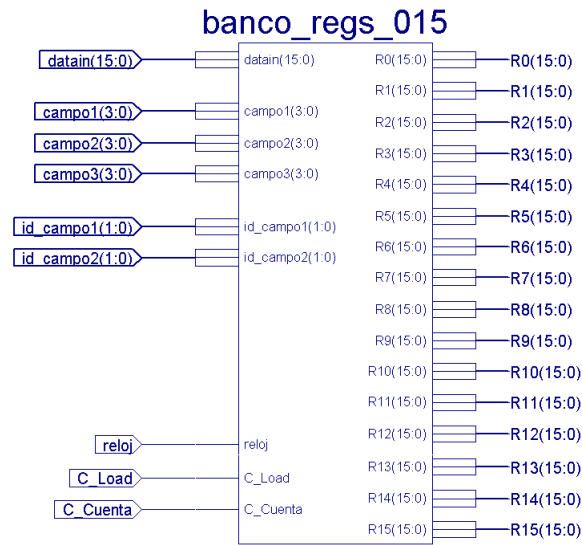 banco_regs_015
datain(15:0) datain(15:0) R0(15:0) R0(15:0)
R1(15:0) R1(15:0)
campo1(3:0) campo1(3:0)
R2(15:0) R2(15:0)
campo2(3:0) campo2(3:0)
R3(15:0) R3(15:0)
campo3(3:0) campo3(3:0)
R4(15:0) R4(15:0)
R5(15:0) R5(15:0)
id_campo1(1:0) id_campo1(1:0)
R6(15:0) R6(15:0)
id_campo2(1:0) id_campo2(1:0)
R7(15:0) R7(15:0)
R8(15:0) R8(15:0)
R9(15:0) R9(15:0)
R10(15:0) R10(15:0)
R11(15:0) R11(15:0)
R12(15:0) R12(15:0)
reloj reloj
R13(15:0) R13(15:0)
C_Load C_Load
R14(15:0) R14(15:0)
C_Cuenta C_Cuenta
R15(15:0) R15(15:0)